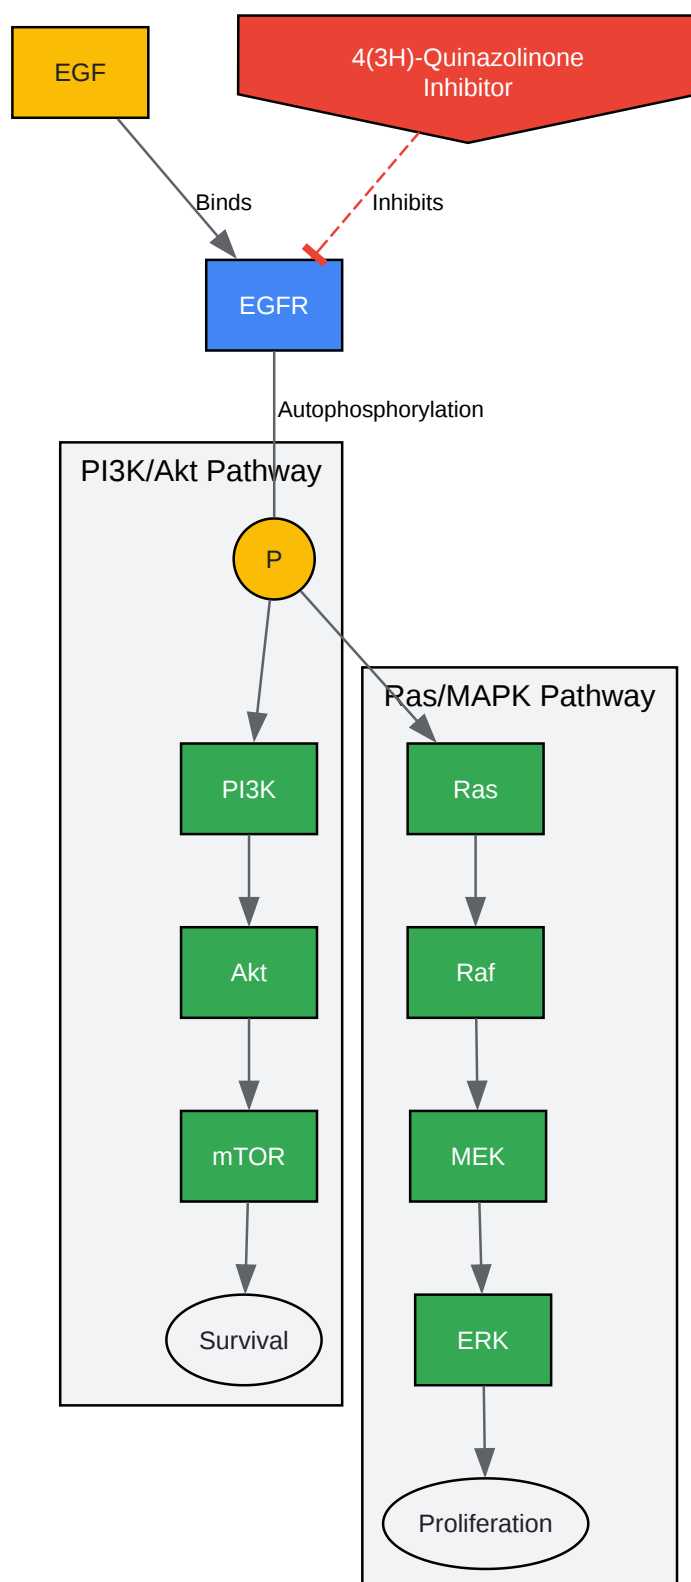 EGF
4(3H)-Quinazolinone
Inhibitor
Binds
Inhibits
EGFR
Autophosphorylation
PI3K/Akt Pathway
P
Ras/MAPK Pathway
PI3K
Ras
Akt
Raf
mTOR
MEK
Survival
ERK
Proliferation